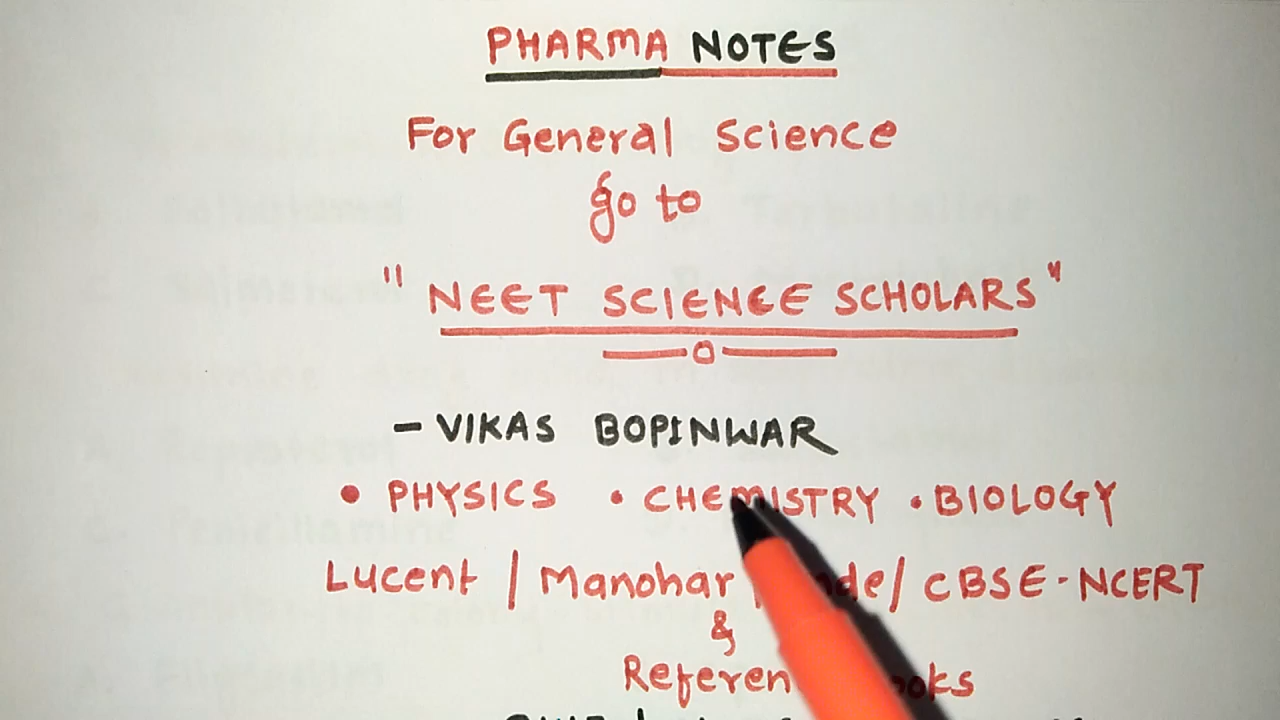 PHARMA NOTES
For General Science
go to
"NEET SCIENCE SCHOLARS"
- VIKAS BOPINWAR
• PHYSICS • CHEMISTRY • BIOLOGY
Lucent / Manohar / CBSE-NCERT
&